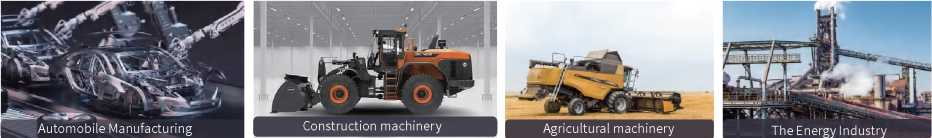 Automobile Manufacturing
Construction machinery
Agricultural machinery
The Energy Industry